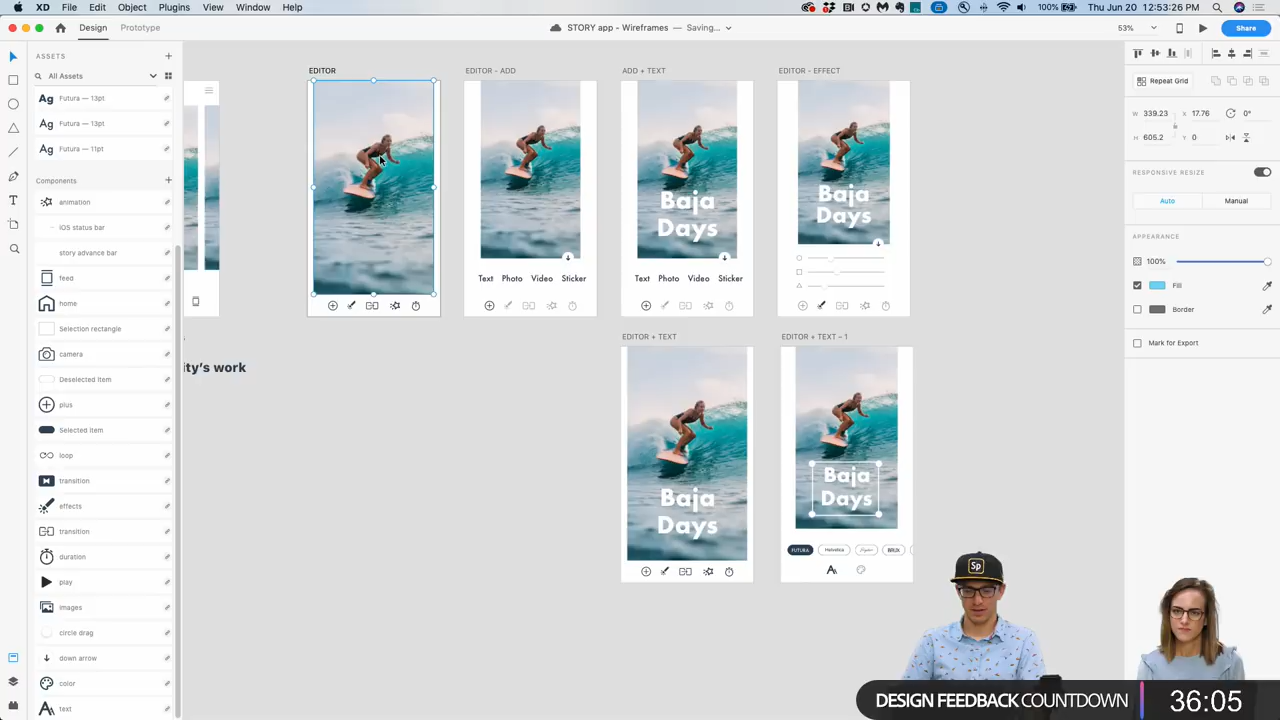 XD File Edit Object Plugins View Window Help
100% Thu Jun 20 12:53:26 PM
Design Prototype
STORY app - Wireframes — Saving...
53%
Share
ASSETS
All Assets
Ag Futura — 13pt
Ag Futura — 13pt
Ag Futura — 11pt
Components
animation
iOS status bar
story advance bar
feed
home
Selection rectangle
camera
Deselected item
plus
Selected item
loop
transition
effects
transition
duration
play
images
circle drag
down arrow
color
text
EDITOR
EDITOR - ADD
ADD + TEXT
EDITOR - EFFECT
Baja
Days
Baja
Days
Text Photo Video Sticker
Text Photo Video Sticker
ity's work
EDITOR + TEXT
EDITOR + TEXT – 1
Baja
Days
Baja
Days
FUTURA Helvetica BRUX
Repeat Grid
W 339.23 X 17.76 0°
H 605.2 Y 0
RESPONSIVE RESIZE
Auto Manual
APPEARANCE
100%
Fill
Border
Mark for Export
Sp
DESIGN FEEDBACK COUNTDOWN 36:05